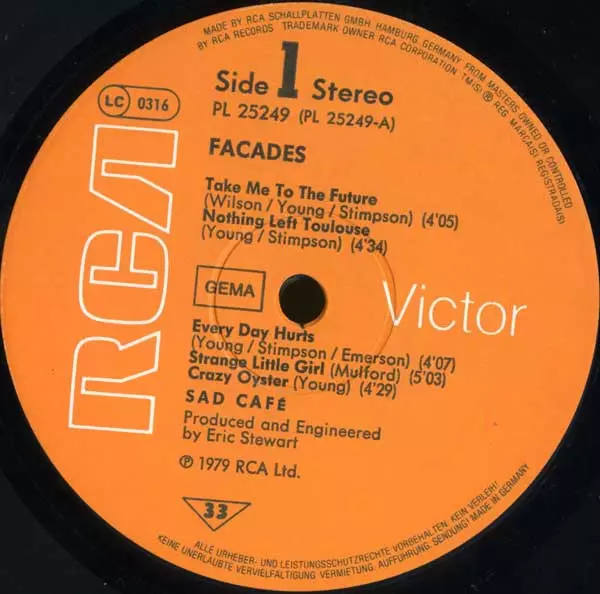 MADE BY RCA SCHALLPLATTEN GMBH, HAMBURG, GERMANY, FROM MASTERS OWNED OR CONTROLLED
BY RCA RECORDS TRADEMARK OWNER RCA CORPORATION TM(S) ® REG. MARCA(S) REGISTRADA(S)
Side 1 Stereo
PL 25249 (PL 25249-A)
LC 0316
RCA
FACADES
Take Me To The Future
(Wilson / Young / Stimpson) (4'05)
Nothing Left Toulouse
(Young / Stimpson) (4'34)
GEMA
Victor
Every Day Hurts
(Young / Stimpson / Emerson) (4'07)
Strange Little Girl (Mulford) (5'03)
Crazy Oyster (Young) (4'29)
SAD CAFÉ
Produced and Engineered
by Eric Stewart
℗ 1979 RCA Ltd.
33
ALLE URHEBER- UND LEISTUNGSSCHUTZRECHTE VORBEHALTEN. KEIN VERLEIH!
KEINE UNERLAUBTE VERVIELFÄLTIGUNG, VERMIETUNG, AUFFÜHRUNG, SENDUNG! MADE IN GERMANY